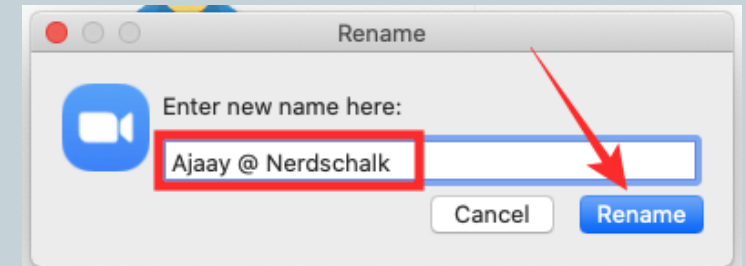 Rename
Enter new name here:
Ajaay @ Nerdschalk
Cancel Rename